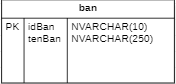 ban
PK idBan NVARCHAR(10)
tenBan NVARCHAR(250)